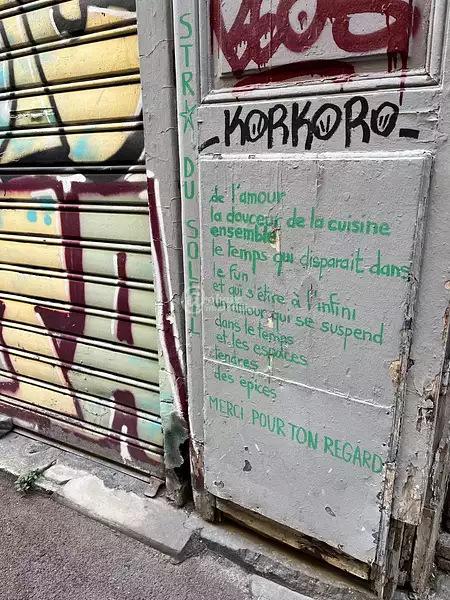 STR☆ DU SOLEIL
KORKORO
de l'amour
la douceur de la cuisine
ensemble
le temps qui disparaît dans
le fun
et qui s'étire à l'infini
un amour qui se suspend
dans le temps
et les espaces
tendres
des épices
MERCI POUR TON REGARD